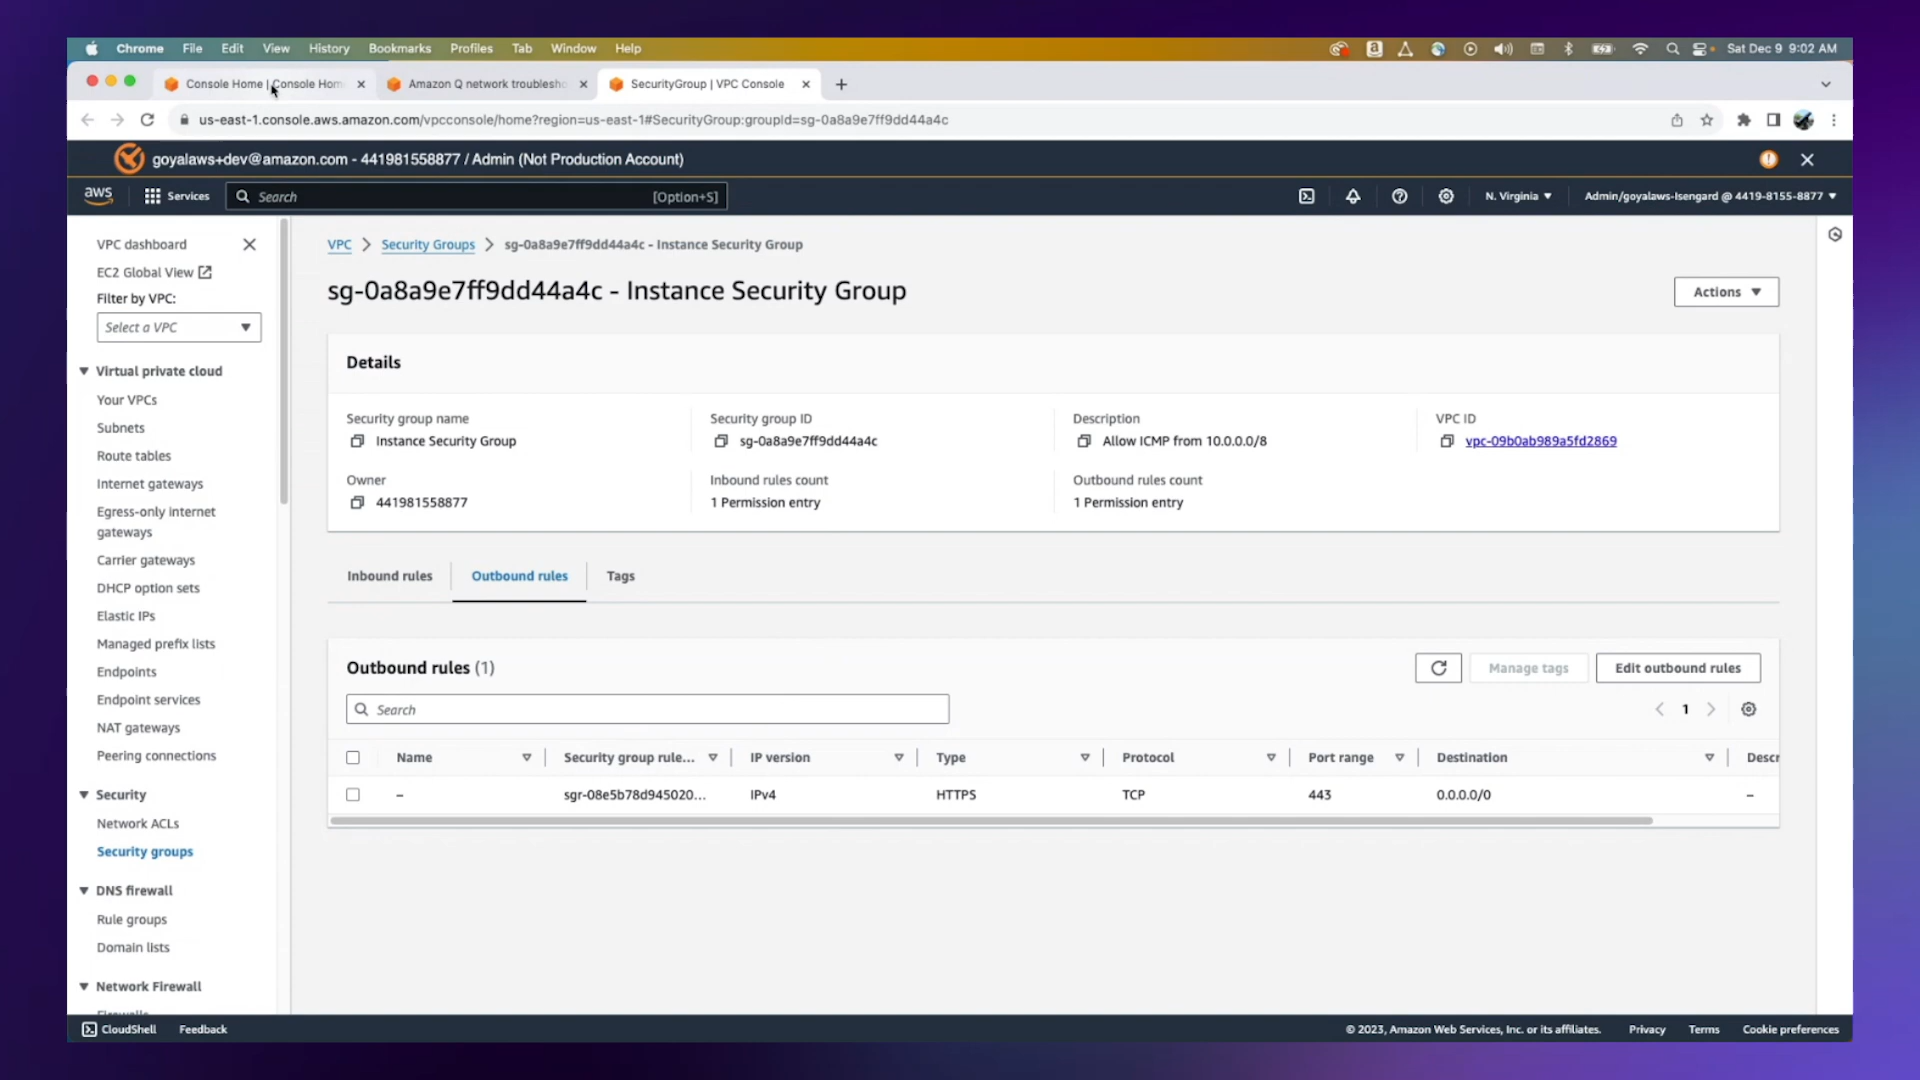 Chrome File Edit View History Bookmarks Profiles Tab Window Help Sat Dec 9 9:02 AM
Console Home | Console Hom
Amazon Q network troublesho
SecurityGroup | VPC Console
us-east-1.console.aws.amazon.com/vpcconsole/home?region=us-east-1#SecurityGroup:groupId=sg-0a8a9e7ff9dd44a4c
goyalaws+dev@amazon.com - 441981558877 / Admin (Not Production Account)
aws Services Search [Option+S] N. Virginia Admin/goyalaws-Isengard @ 4419-8155-8877
VPC dashboard
EC2 Global View
Filter by VPC:
Select a VPC
Virtual private cloud
Your VPCs
Subnets
Route tables
Internet gateways
Egress-only internet
gateways
Carrier gateways
DHCP option sets
Elastic IPs
Managed prefix lists
Endpoints
Endpoint services
NAT gateways
Peering connections
Security
Network ACLs
Security groups
DNS firewall
Rule groups
Domain lists
Network Firewall
Firewalls
VPC > Security Groups > sg-0a8a9e7ff9dd44a4c - Instance Security Group
sg-0a8a9e7ff9dd44a4c - Instance Security Group
Actions
Details
Security group name
Instance Security Group
Security group ID
sg-0a8a9e7ff9dd44a4c
Description
Allow ICMP from 10.0.0.0/8
VPC ID
vpc-09b0ab989a5fd2869
Owner
441981558877
Inbound rules count
1 Permission entry
Outbound rules count
1 Permission entry
Inbound rules Outbound rules Tags
Outbound rules (1)
Manage tags Edit outbound rules
Search
1
Name Security group rule... IP version Type Protocol Port range Destination Descr
– sgr-08e5b78d945020... IPv4 HTTPS TCP 443 0.0.0.0/0 –
CloudShell Feedback © 2023, Amazon Web Services, Inc. or its affiliates. Privacy Terms Cookie preferences